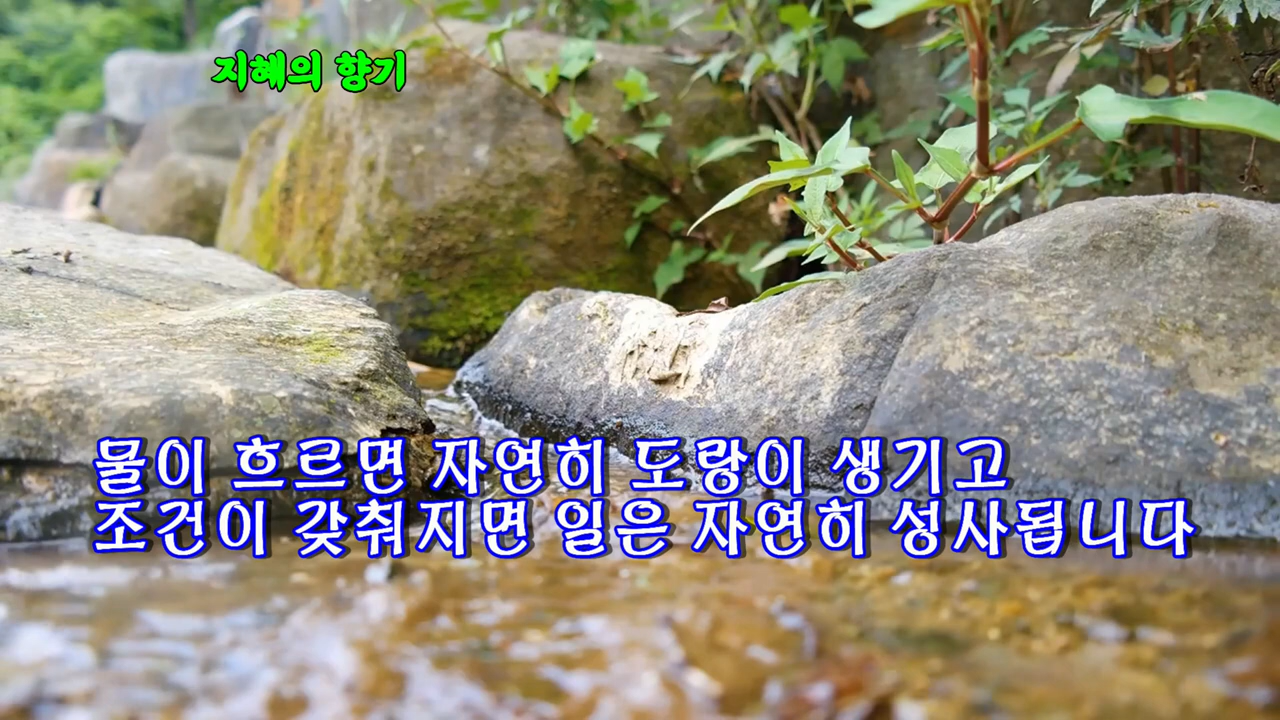 지혜의 향기
물이 흐르면 자연히 도랑이 생기고
조건이 갖춰지면 일은 자연히 성사됩니다